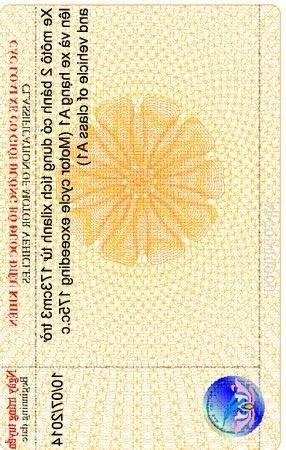 CÁC LOẠI XE CƠ GIỚI ĐƯỜNG BỘ ĐƯỢC ĐIỀU KHIỂN
CLASSIFICATION OF MOTOR VEHICLES
Xe môtô 2 bánh có dung tích xilanh từ 175cm3 trở
lên và xe hạng A1 (Motor cycle exceeding 175c.c
and vehicle of class A1)
Ngày trúng tuyển
Beginning date
10/07/2014